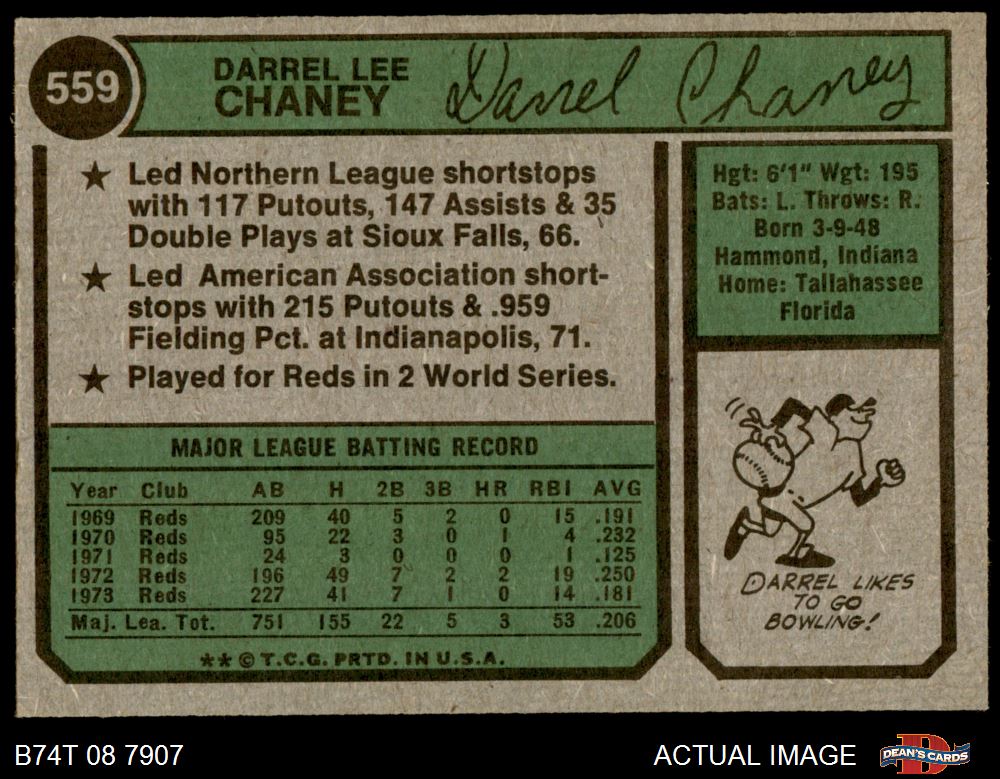 559
DARREL LEE
CHANEY
Darrel Chaney
★ Led Northern League shortstops
with 117 Putouts, 147 Assists & 35
Double Plays at Sioux Falls, 66.
★ Led American Association short-
stops with 215 Putouts & .959
Fielding Pct. at Indianapolis, 71.
★ Played for Reds in 2 World Series.
Hgt: 6'1" Wgt: 195
Bats: L. Throws: R.
Born 3-9-48
Hammond, Indiana
Home: Tallahassee
Florida
MAJOR LEAGUE BATTING RECORD
Year Club AB H 2B 3B HR RBI AVG
1969 Reds 209 40 5 2 0 15 .191
1970 Reds 95 22 3 0 1 4 .232
1971 Reds 24 3 0 0 0 1 .125
1972 Reds 196 49 7 2 2 19 .250
1973 Reds 227 41 7 1 0 14 .181
Maj. Lea. Tot. 751 155 22 5 3 53 .206
★★ © T.C.G. PRTD. IN U.S.A.
DARREL LIKES
TO GO
BOWLING!
B74T 08 7907
ACTUAL IMAGE
DEAN'S CARDS